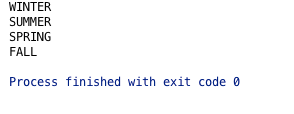 WINTER
SUMMER
SPRING
FALL
Process finished with exit code 0